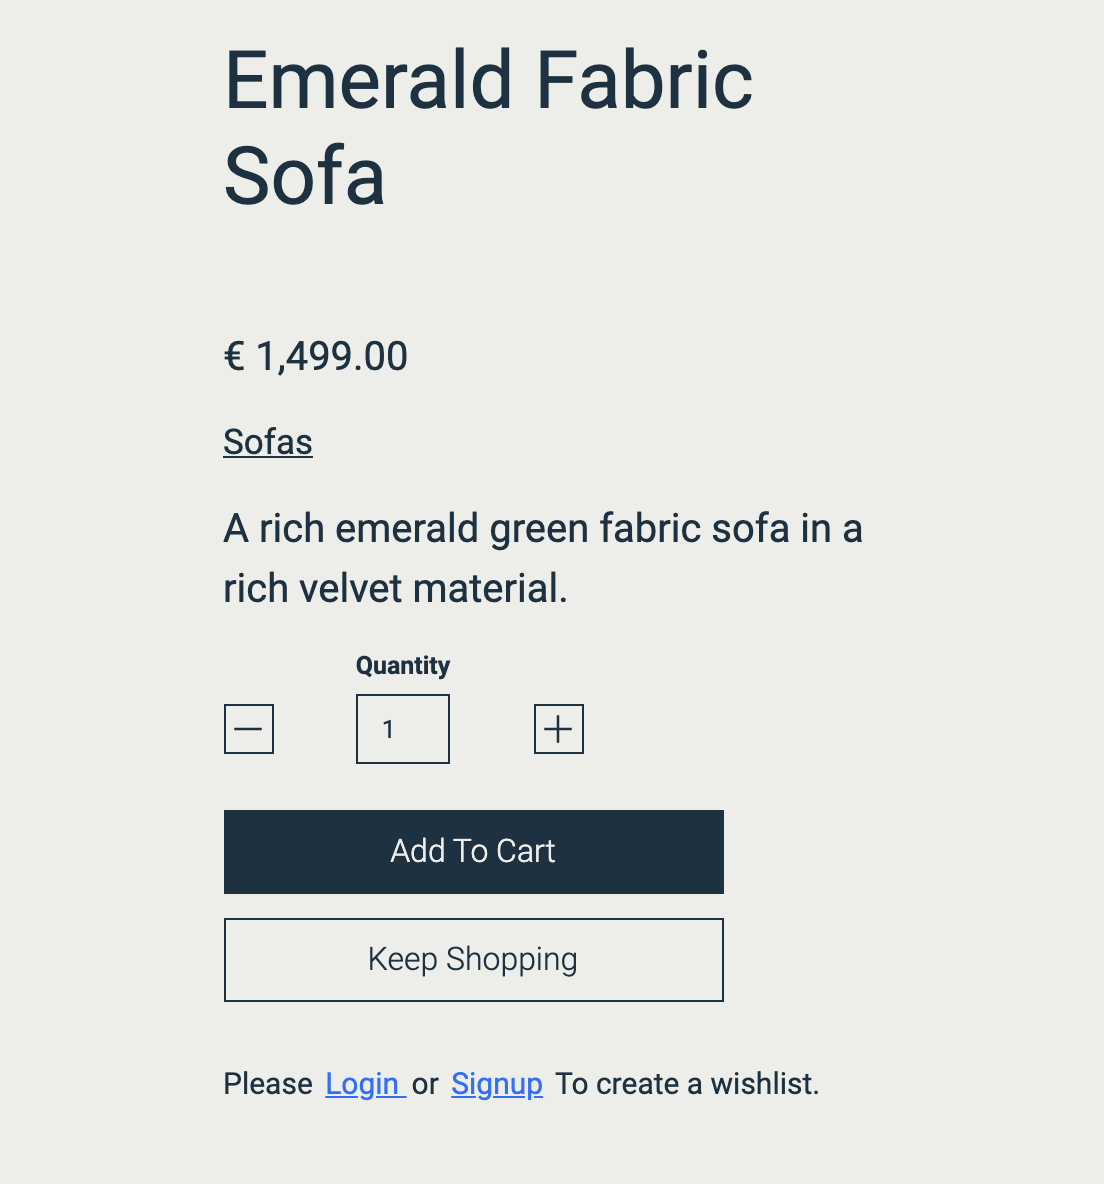 Emerald Fabric
Sofa
€ 1,499.00
Sofas
A rich emerald green fabric sofa in a
rich velvet material.
Quantity
1
Add To Cart
Keep Shopping
Please Login or Signup To create a wishlist.